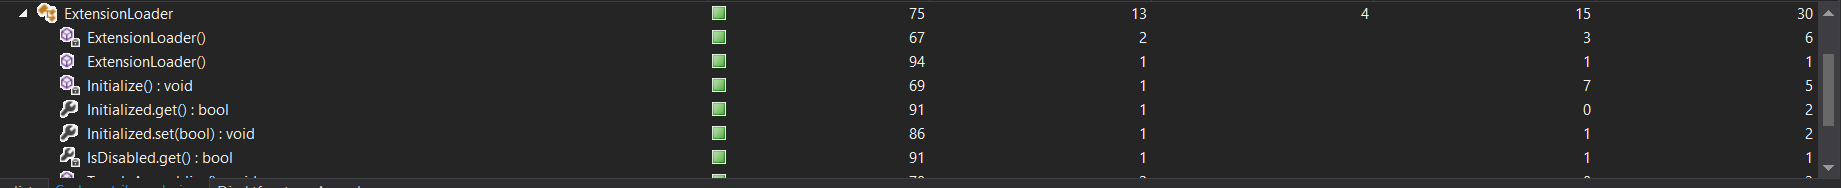 ExtensionLoader 75 13 4 15 30
ExtensionLoader() 67 2 3 6
ExtensionLoader() 94 1 1 1
Initialize() : void 69 1 7 5
Initialized.get() : bool 91 1 0 2
Initialized.set(bool) : void 86 1 1 2
IsDisabled.get() : bool 91 1 1 1